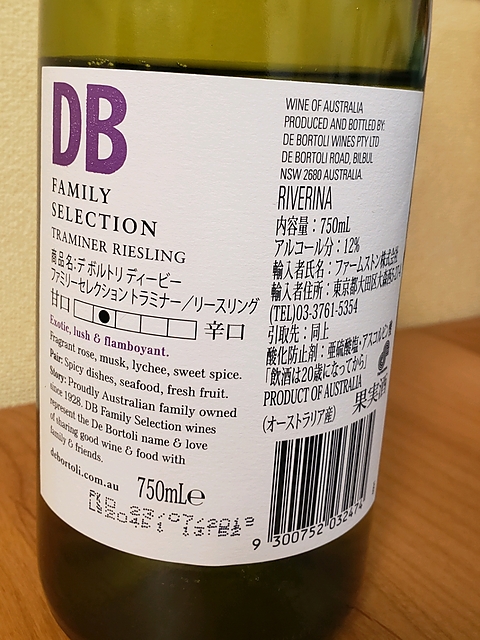 DB
FAMILY
SELECTION
TRAMINER RIESLING
商品名:デ ボルトリ ディービー
ファミリーセレクション トラミナー/リースリング
甘口 辛口
Exotic, lush & flamboyant.
Fragrant rose, musk, lychee, sweet spice.
Pair: Spicy dishes, seafood, fresh fruit.
Story: Proudly Australian family owned
since 1928. DB Family Selection wines
represent the De Bortoli name & love
of sharing good wine & food with
family & friends.
debortoli.com.au
750mLe
23/07/2019
WINE OF AUSTRALIA
PRODUCED AND BOTTLED BY:
DE BORTOLI WINES PTY LTD
DE BORTOLI ROAD, BILBUL
NSW 2680 AUSTRALIA.
RIVERINA
内容量:750mL
アルコール分:12%
輸入者氏名:ファームストン株式会社
輸入者住所:東京都大田区大森
(TEL)03-3761-5354
引取先:同上
酸化防止剤:亜硫酸塩・アスコルビン酸
「飲酒は20歳になってから」
PRODUCT OF AUSTRALIA
(オーストラリア産)
果実酒
9 300752 032474